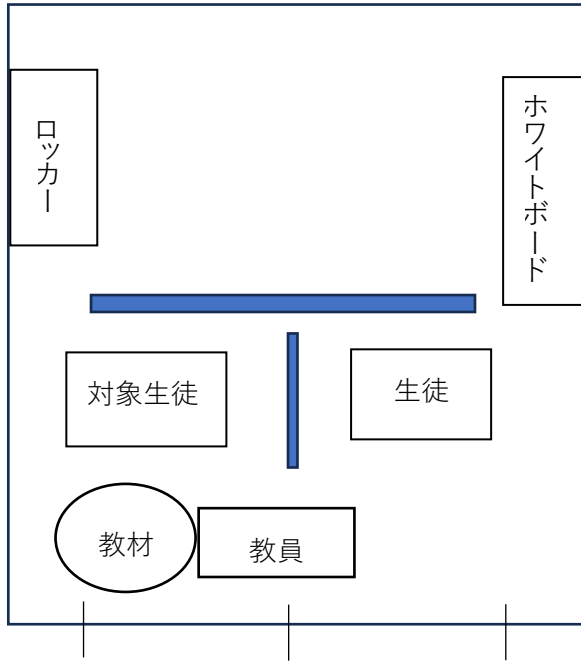 ロッカー
ホワイトボード
対象生徒
生徒
教材
教員